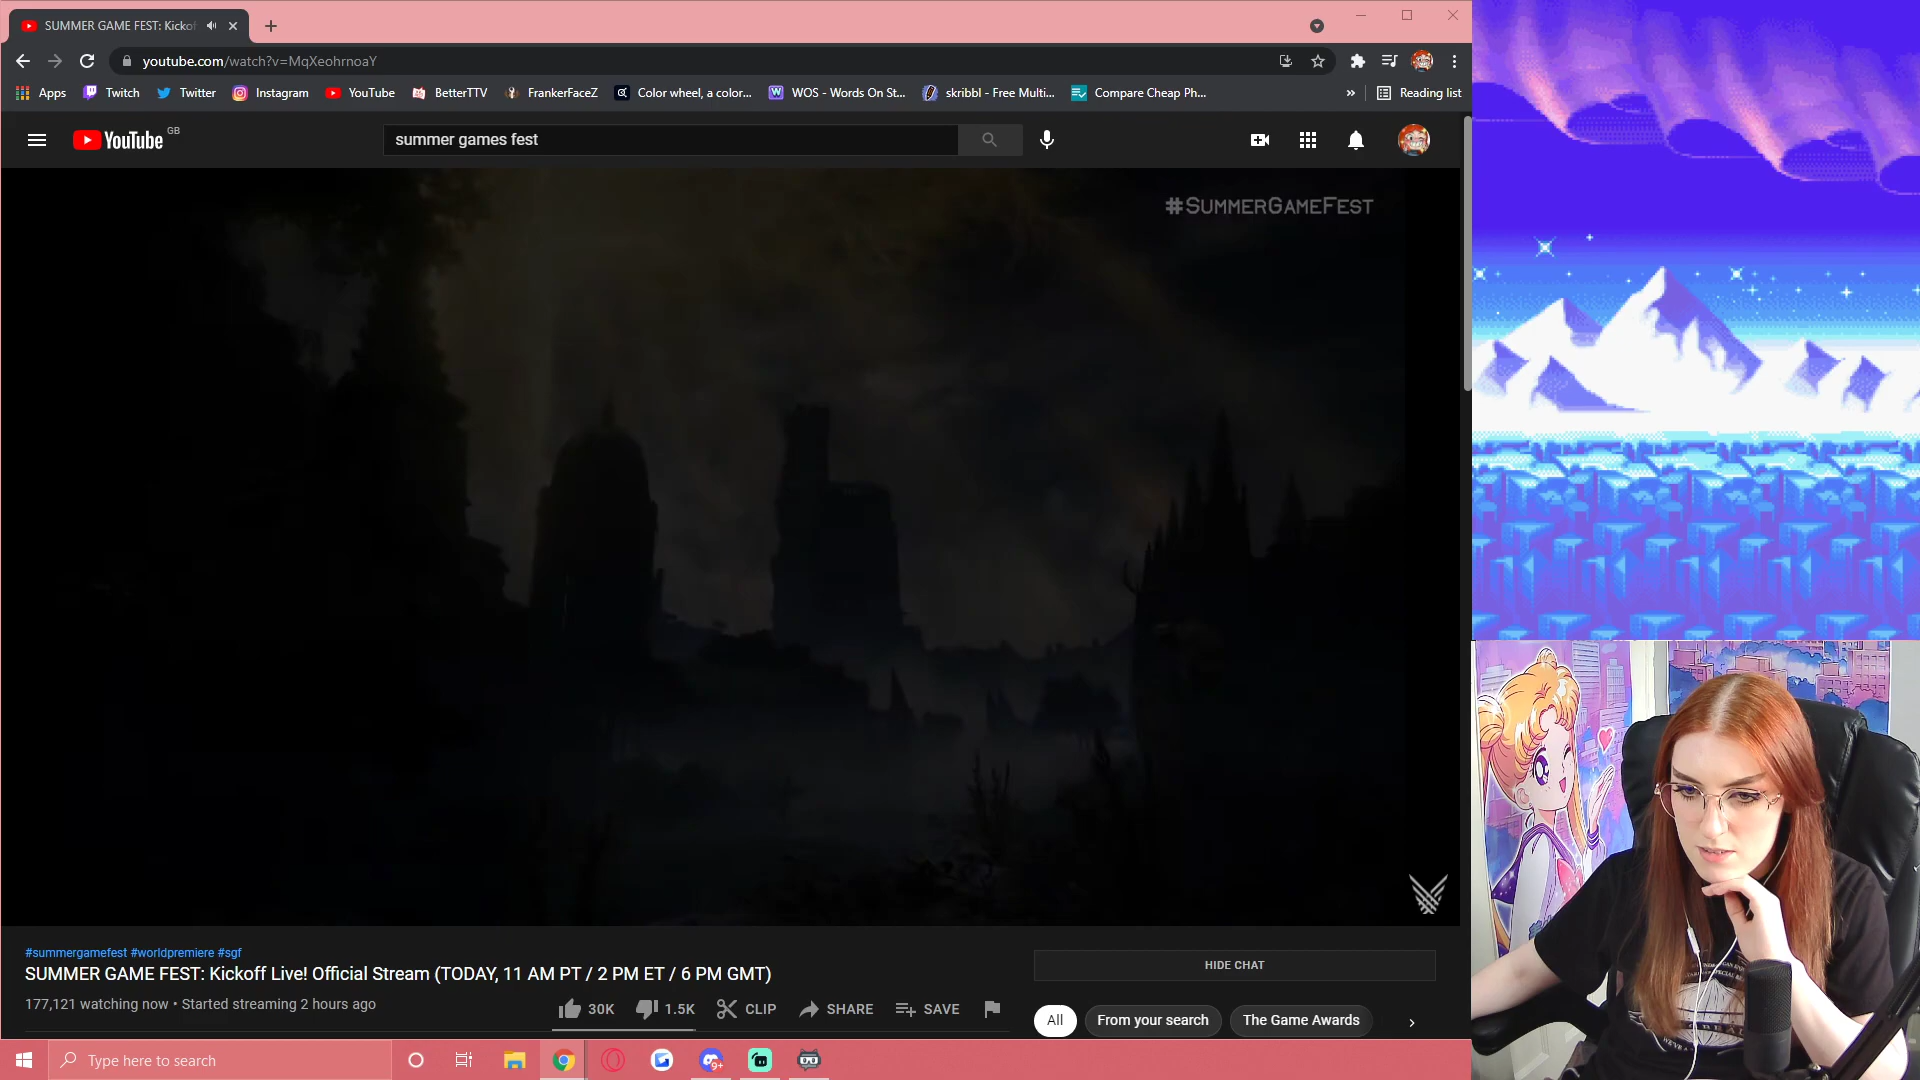 SUMMER GAME FEST: Kickof
youtube.com/watch?v=MqXeohrnoaY
Apps Twitch Twitter Instagram YouTube BetterTTV FrankerFaceZ Color wheel, a color... WOS - Words On St... skribbl - Free Multi... Compare Cheap Ph... » Reading list
YouTube GB
summer games fest
#SUMMERGAMEFEST
#summergamefest #worldpremiere #sgf
SUMMER GAME FEST: Kickoff Live! Official Stream (TODAY, 11 AM PT / 2 PM ET / 6 PM GMT)
177,121 watching now • Started streaming 2 hours ago
30K 1.5K CLIP SHARE SAVE
HIDE CHAT
All From your search The Game Awards
Type here to search
9+